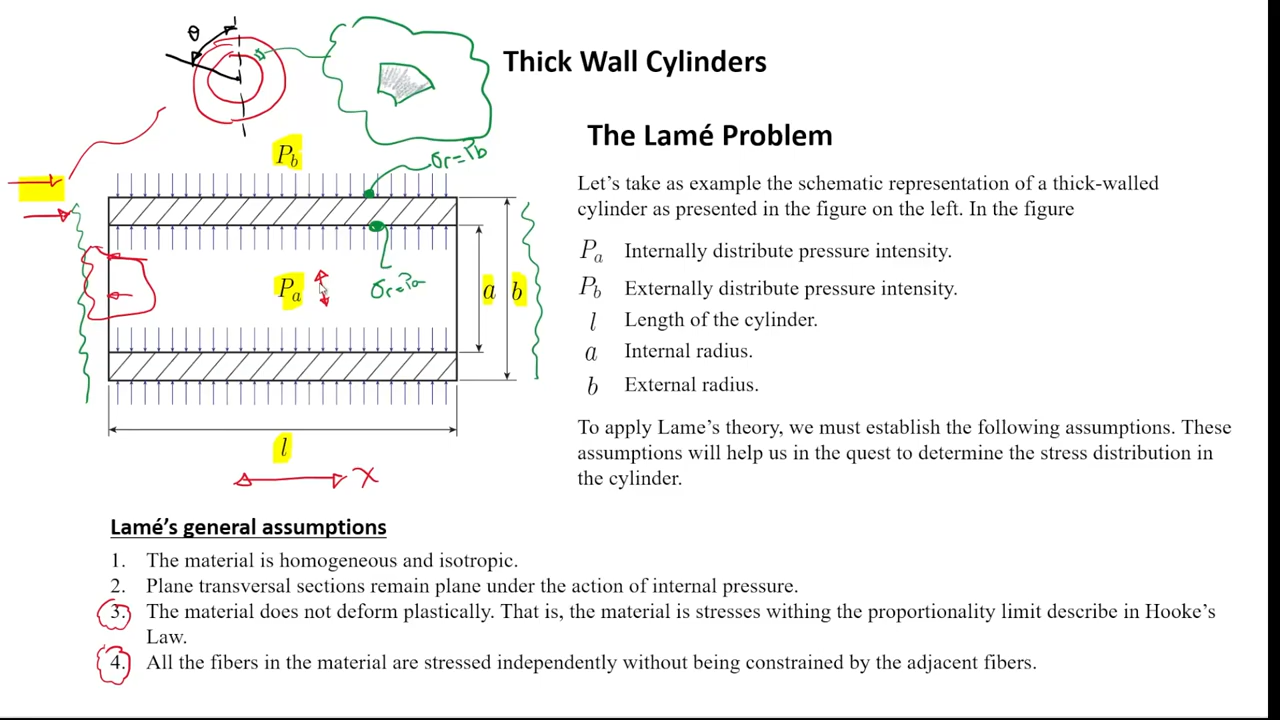 θ
Thick Wall Cylinders
The Lamé Problem
P_b
σr=Pb
Let's take as example the schematic representation of a thick-walled
cylinder as presented in the figure on the left. In the figure
P_a Internally distribute pressure intensity.
P_b Externally distribute pressure intensity.
l Length of the cylinder.
a Internal radius.
b External radius.
P_a
σr=Pa
a
b
l
x
To apply Lame's theory, we must establish the following assumptions. These
assumptions will help us in the quest to determine the stress distribution in
the cylinder.
Lamé's general assumptions
1. The material is homogeneous and isotropic.
2. Plane transversal sections remain plane under the action of internal pressure.
3. The material does not deform plastically. That is, the material is stresses withing the proportionality limit describe in Hooke's
Law.
4. All the fibers in the material are stressed independently without being constrained by the adjacent fibers.